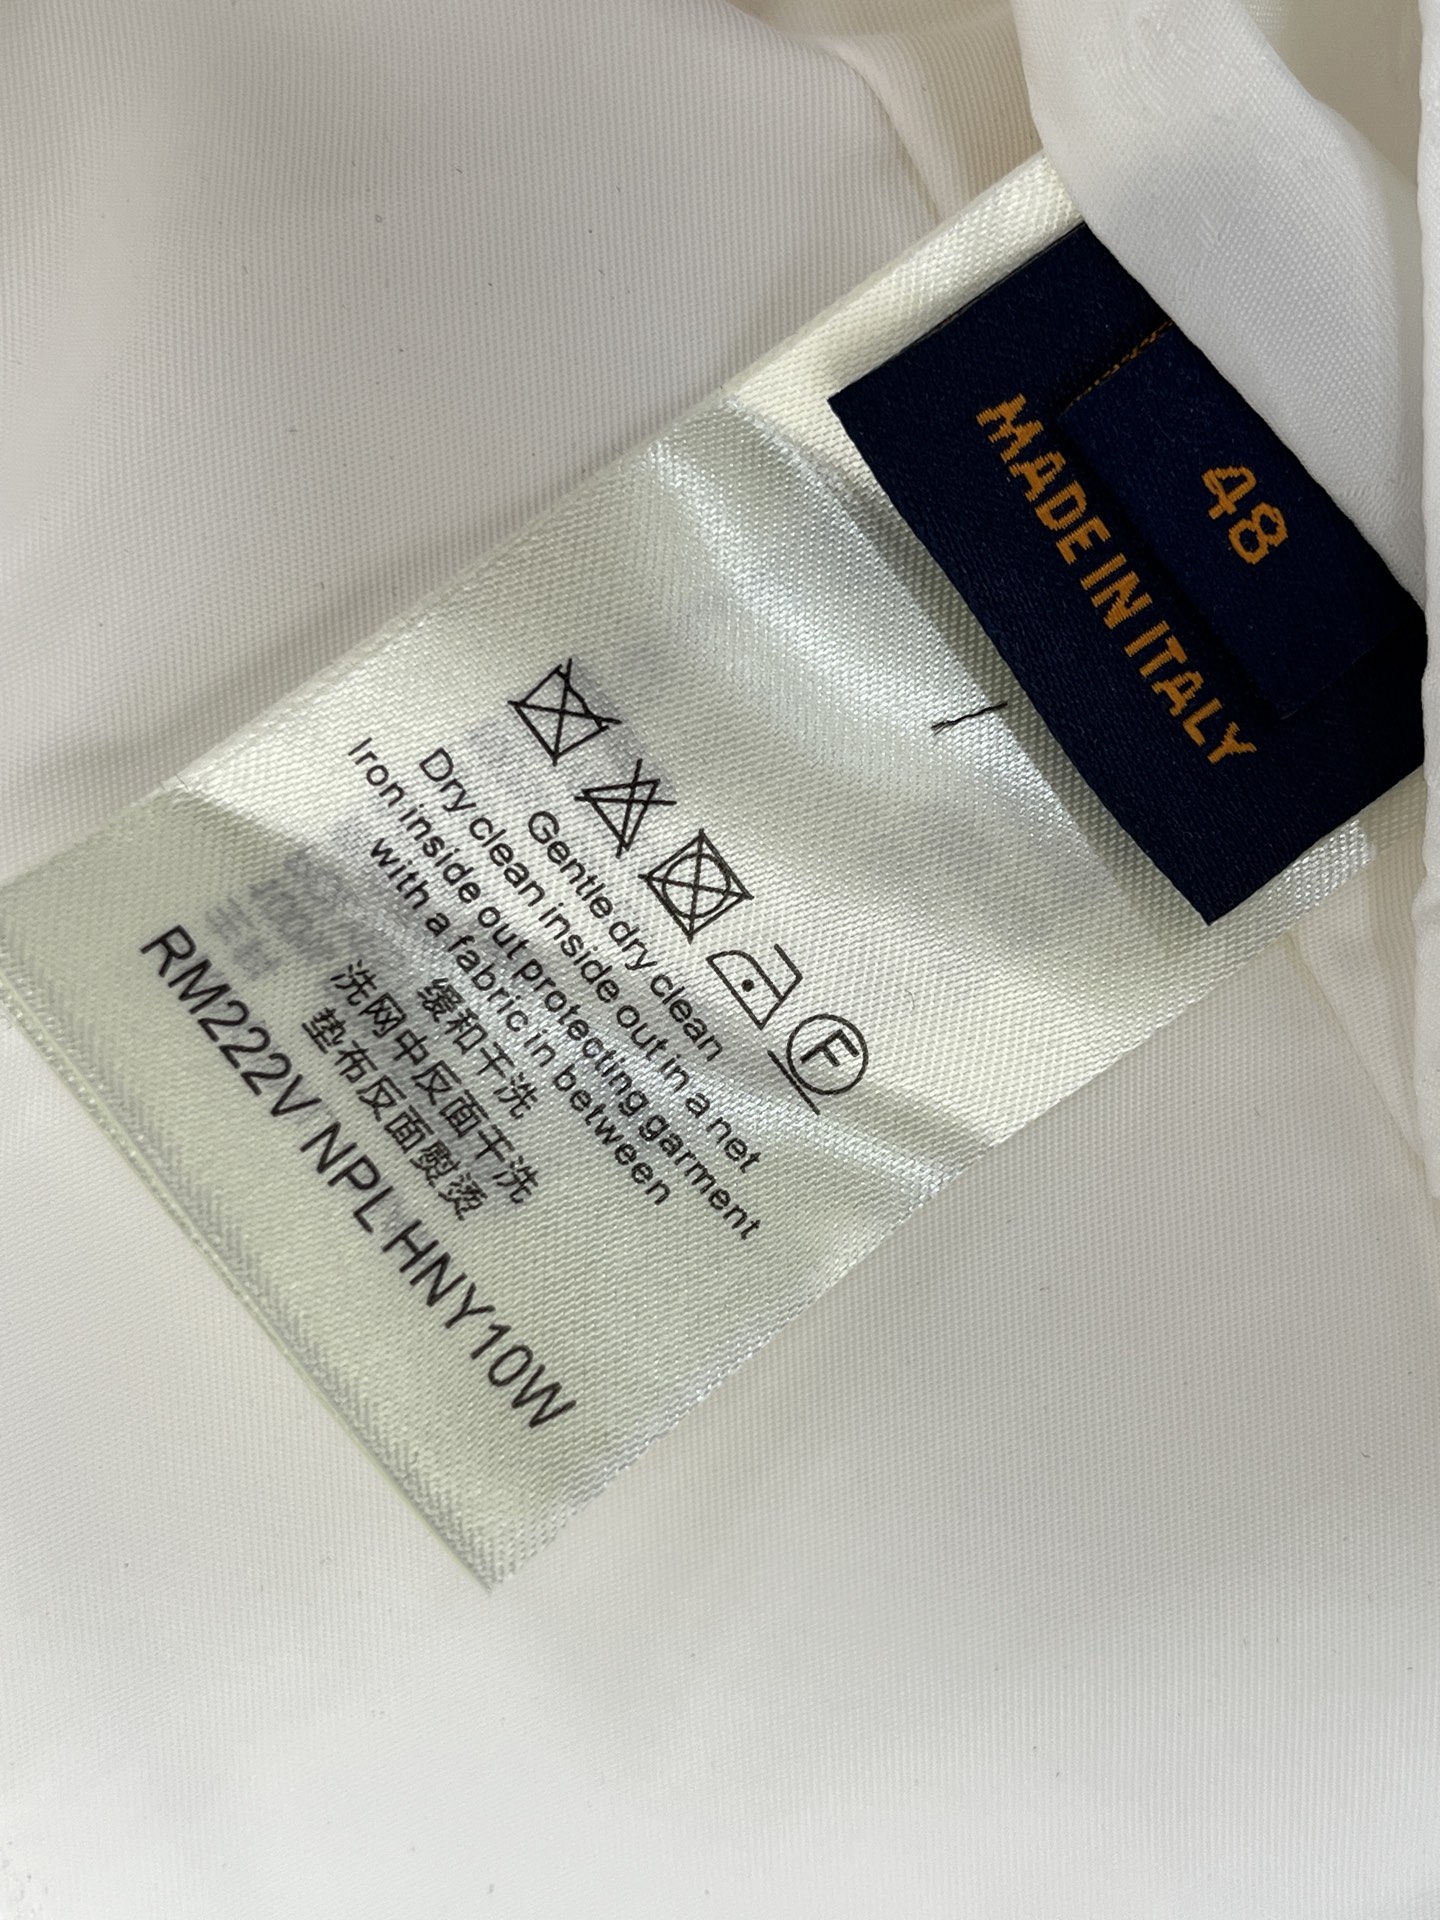 48
MADE IN ITALY
F
Gentle dry clean
Dry clean inside out in a net
Iron inside out protecting garment
with a fabric in between
缓和干洗
洗网中反面干洗
垫布反面熨烫
RM222V NPL HNY10W